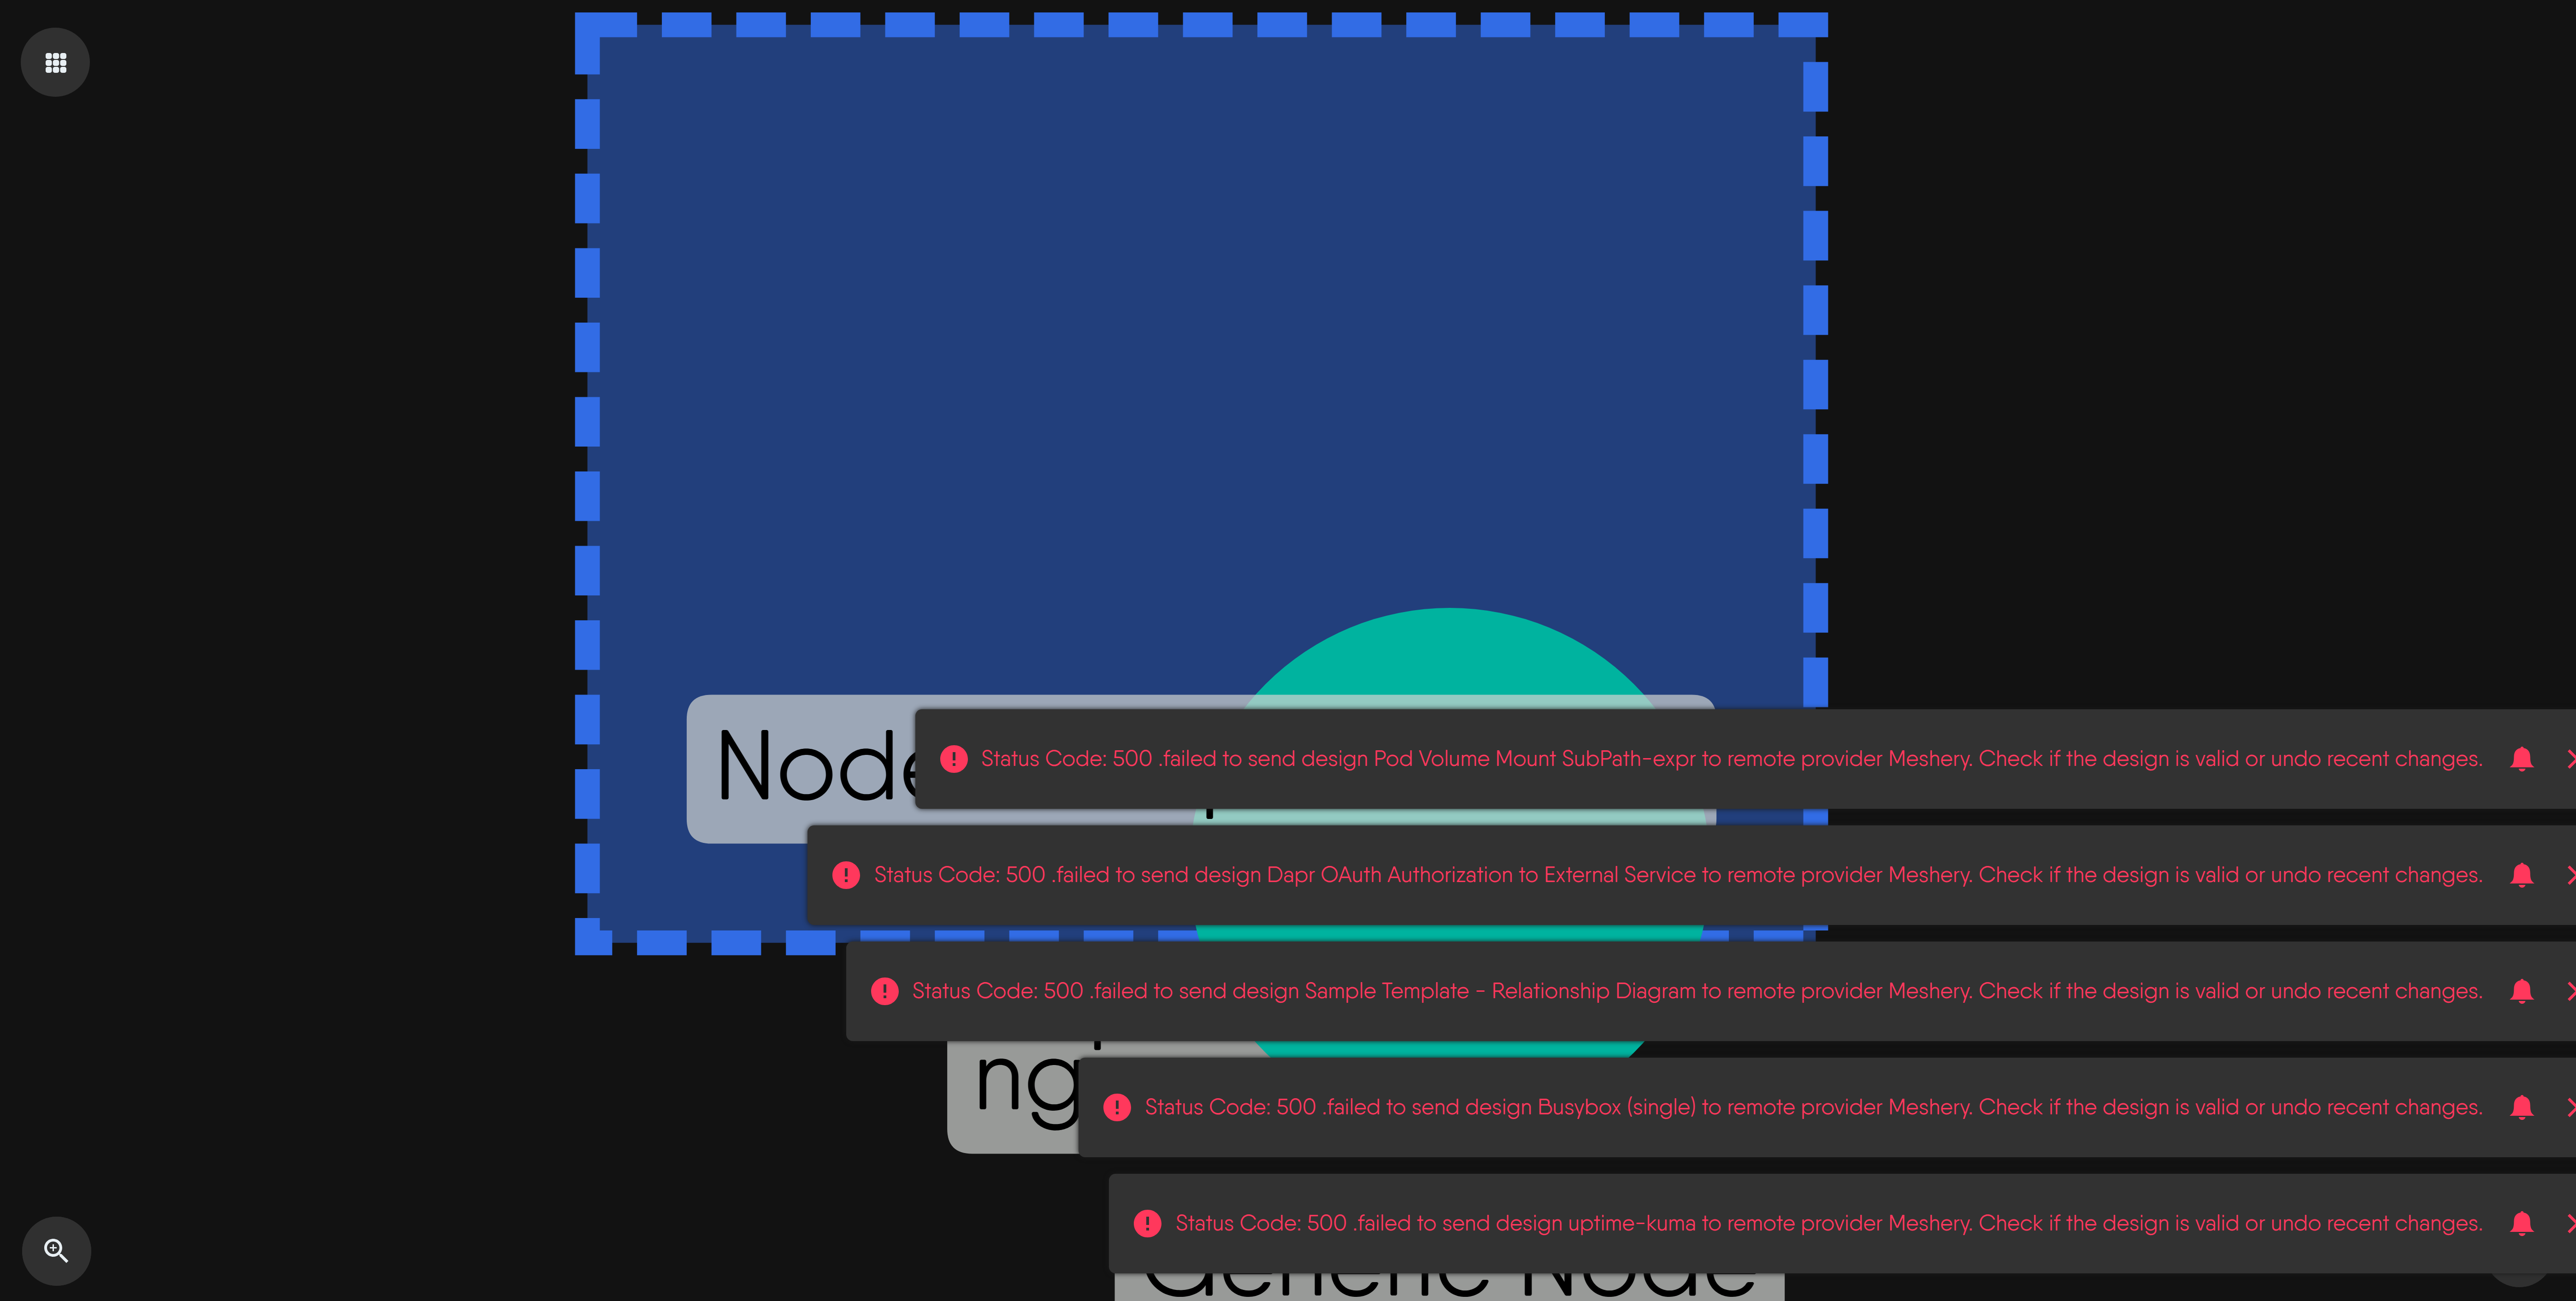 Node
Status Code: 500 .failed to send design Pod Volume Mount SubPath-expr to remote provider Meshery. Check if the design is valid or undo recent changes.
Status Code: 500 .failed to send design Dapr OAuth Authorization to External Service to remote provider Meshery. Check if the design is valid or undo recent changes.
Status Code: 500 .failed to send design Sample Template - Relationship Diagram to remote provider Meshery. Check if the design is valid or undo recent changes.
ng
Status Code: 500 .failed to send design Busybox (single) to remote provider Meshery. Check if the design is valid or undo recent changes.
Status Code: 500 .failed to send design uptime-kuma to remote provider Meshery. Check if the design is valid or undo recent changes.
Generic Node